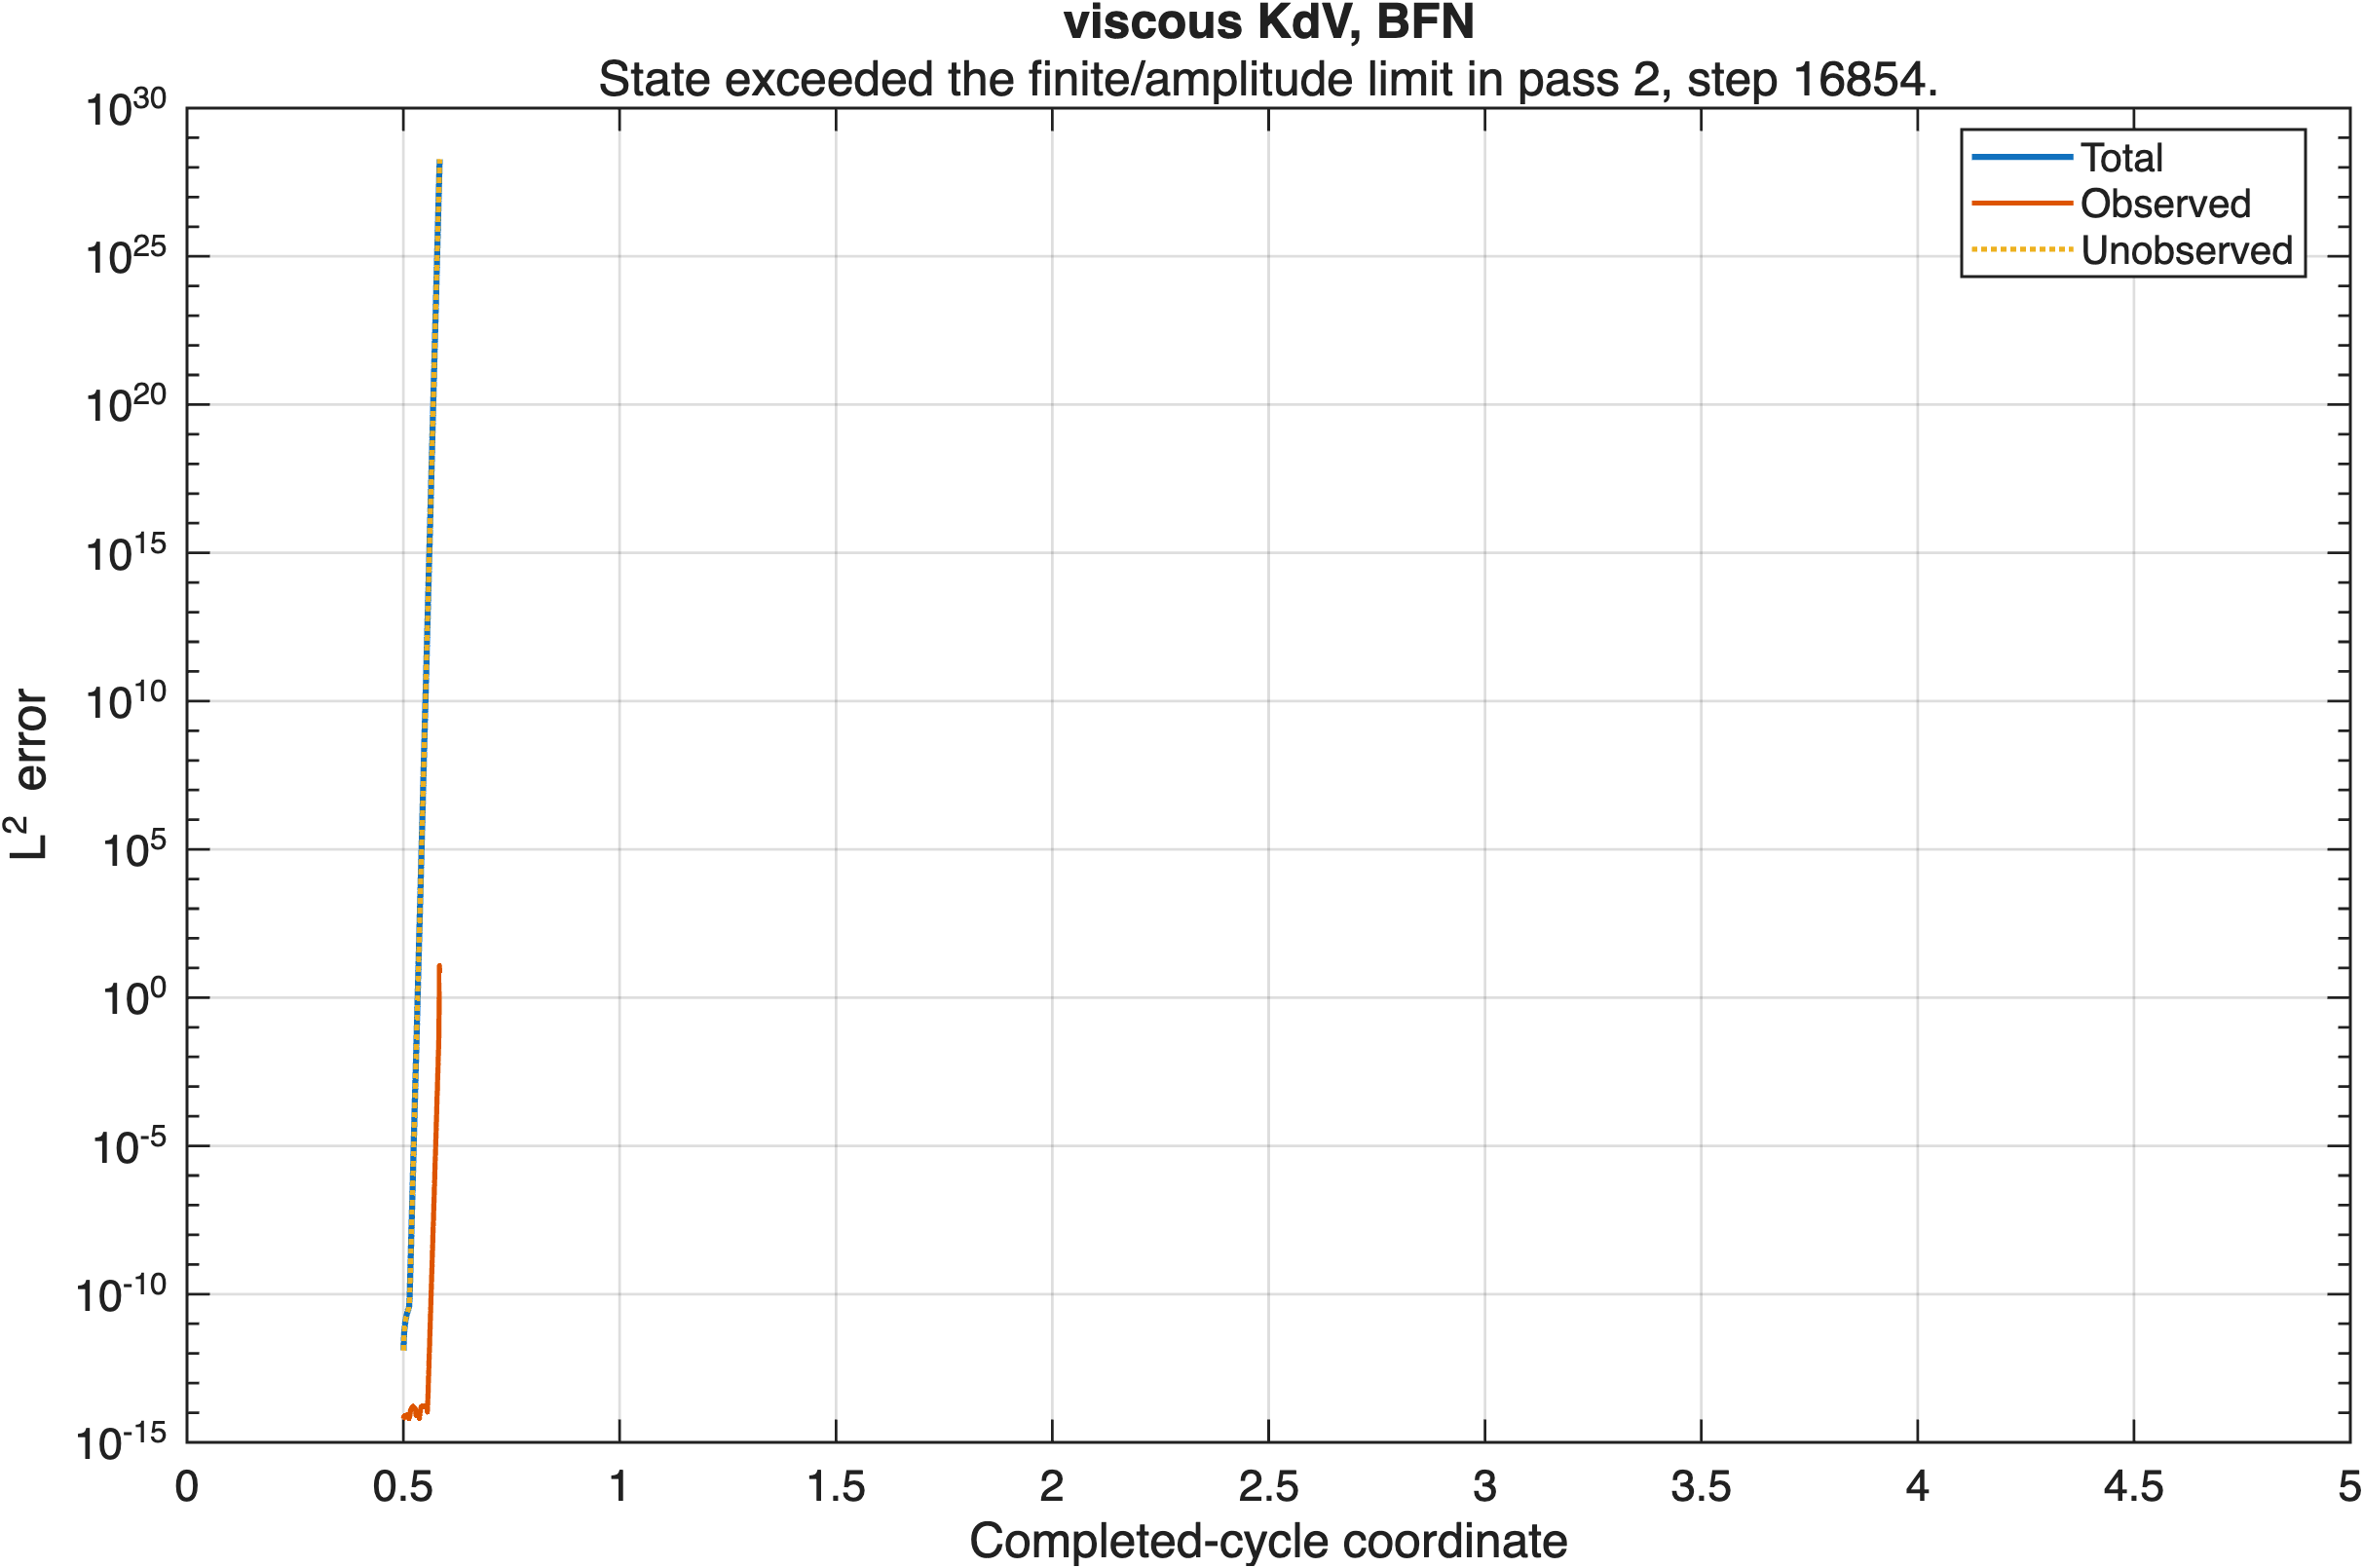 viscous KdV, BFN
State exceeded the finite/amplitude limit in pass 2, step 16854.
Total
Observed
Unobserved
10^30
10^25
10^20
10^15
10^10
10^5
10^0
10^-5
10^-10
10^-15
L^2 error
0 0.5 1 1.5 2 2.5 3 3.5 4 4.5 5
Completed-cycle coordinate